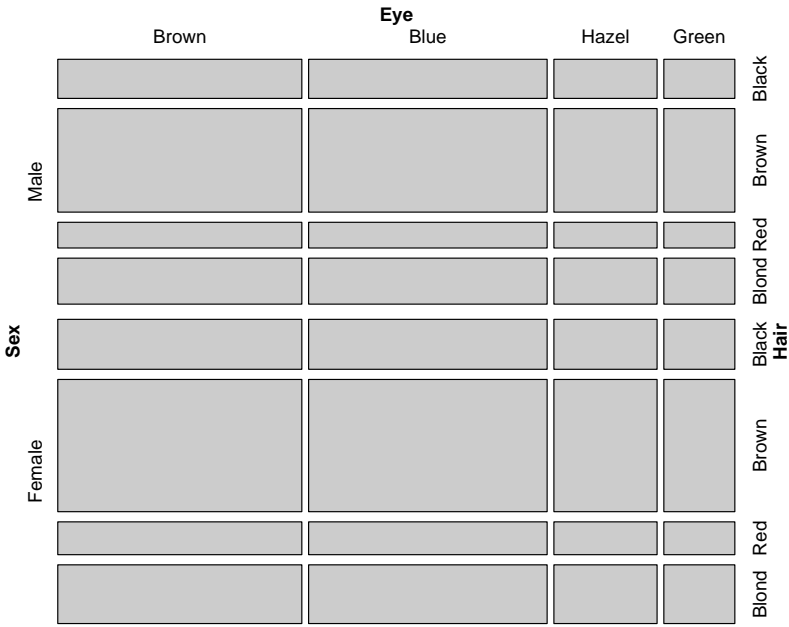 Eye
Brown Blue Hazel Green
Black
Brown
Male
Red
Blond
Sex
Black
Hair
Brown
Female
Red
Blond